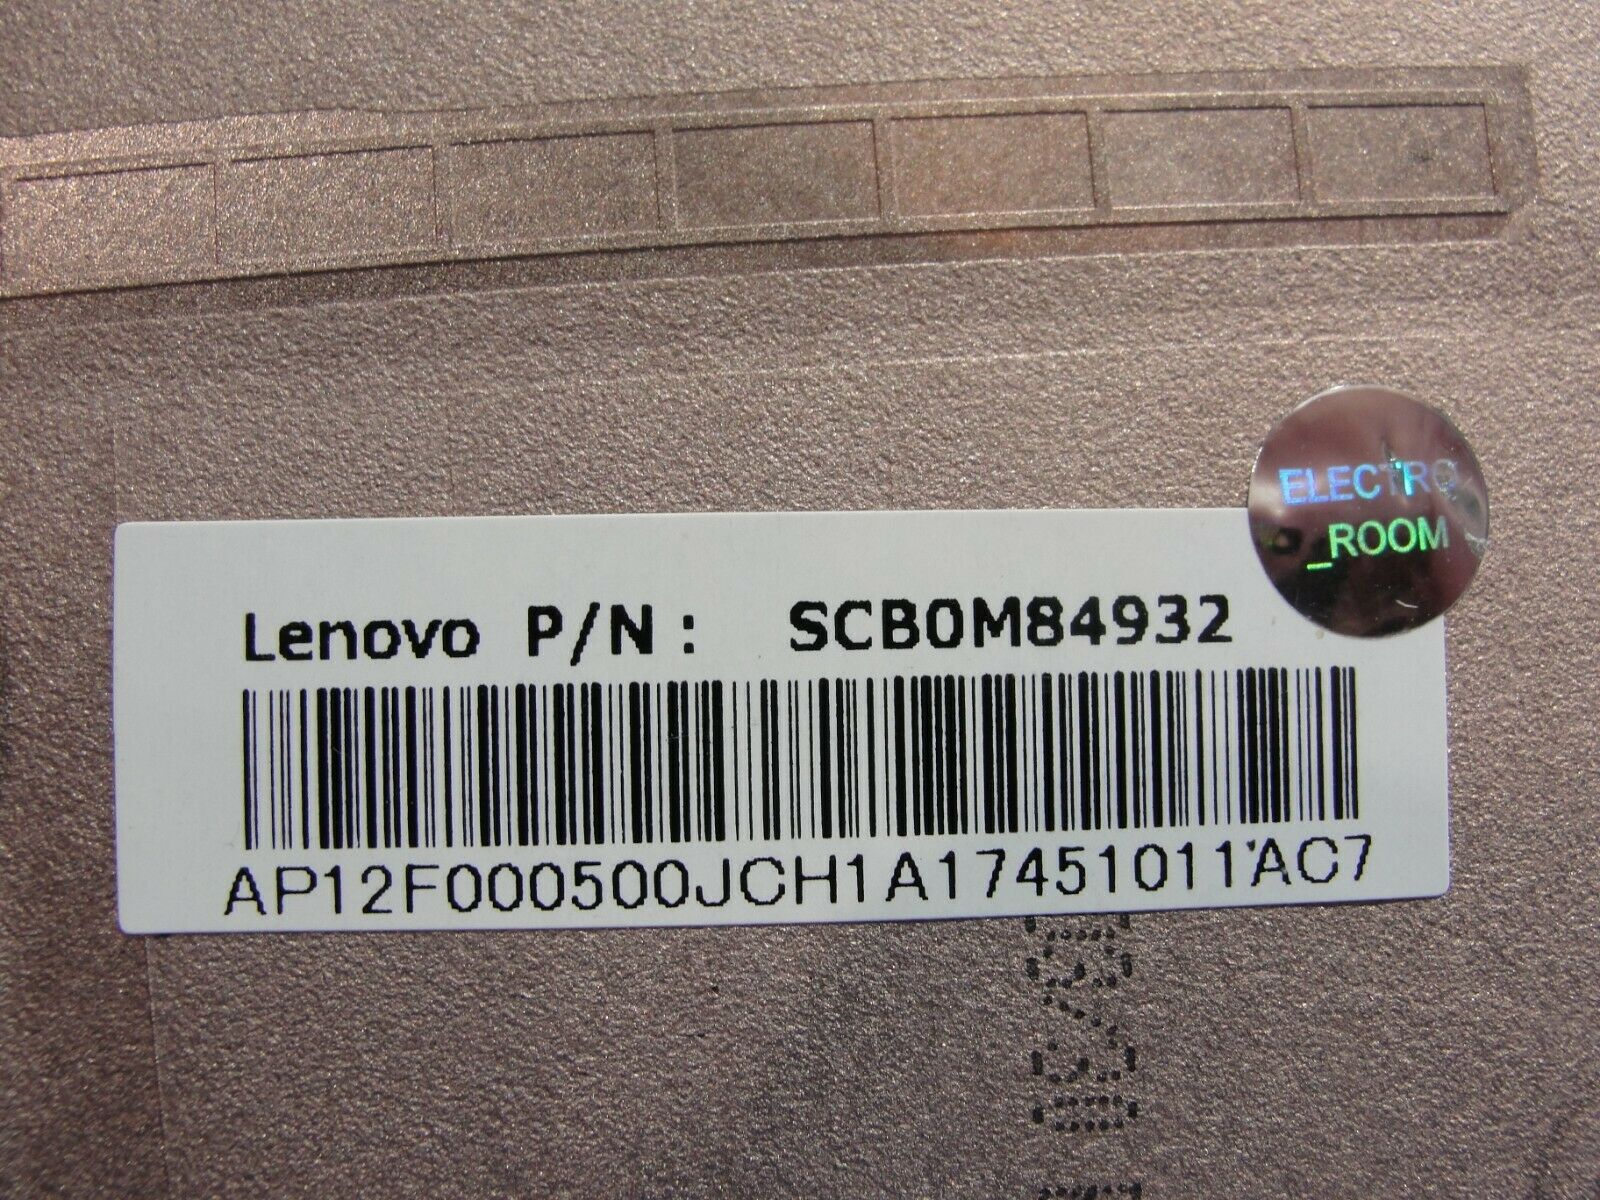 ELECTRO
_ROOM
Lenovo P/N: SCB0M84932
AP12F000500JCH1A17451011AC7